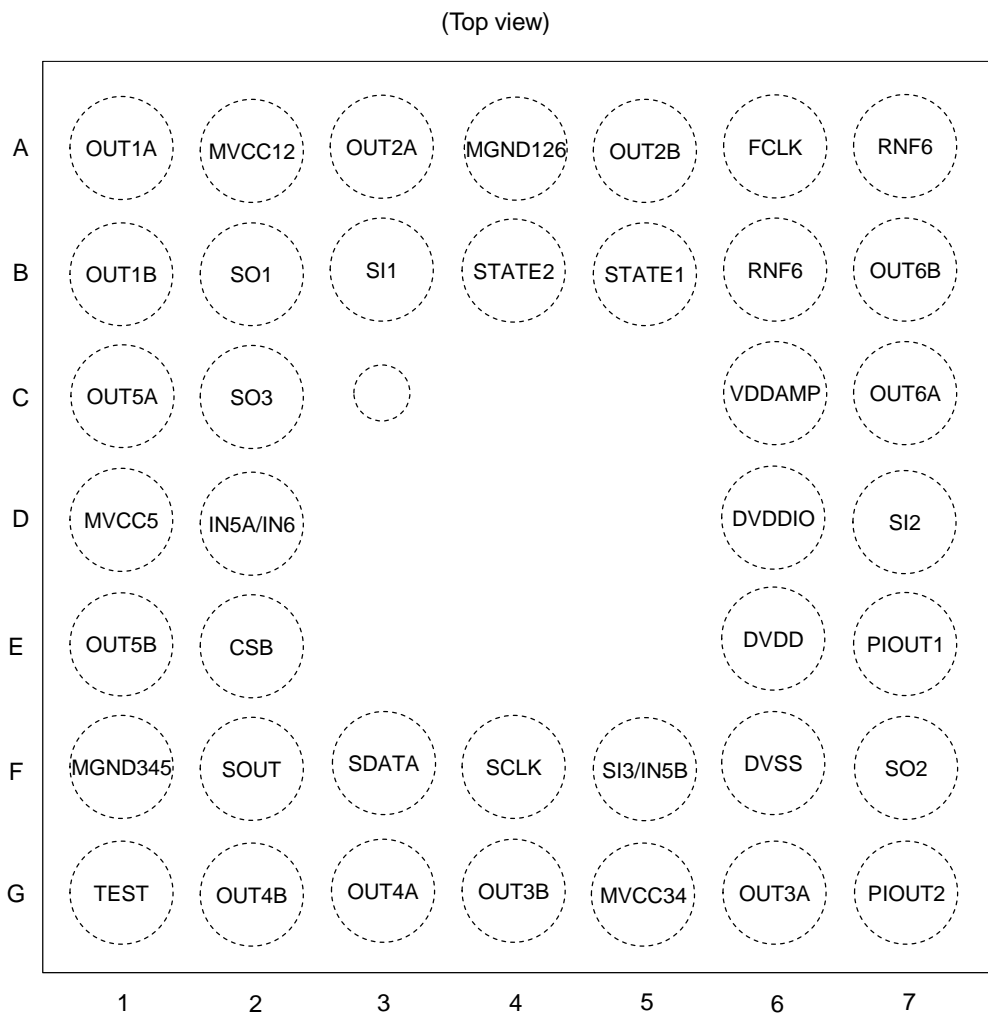 (Top view)
A OUT1A MVCC12 OUT2A MGND126 OUT2B FCLK RNF6
B OUT1B SO1 SI1 STATE2 STATE1 RNF6 OUT6B
C OUT5A SO3 VDDAMP OUT6A
D MVCC5 IN5A/IN6 DVDDIO SI2
E OUT5B CSB DVDD PIOUT1
F MGND345 SOUT SDATA SCLK SI3/IN5B DVSS SO2
G TEST OUT4B OUT4A OUT3B MVCC34 OUT3A PIOUT2
1 2 3 4 5 6 7